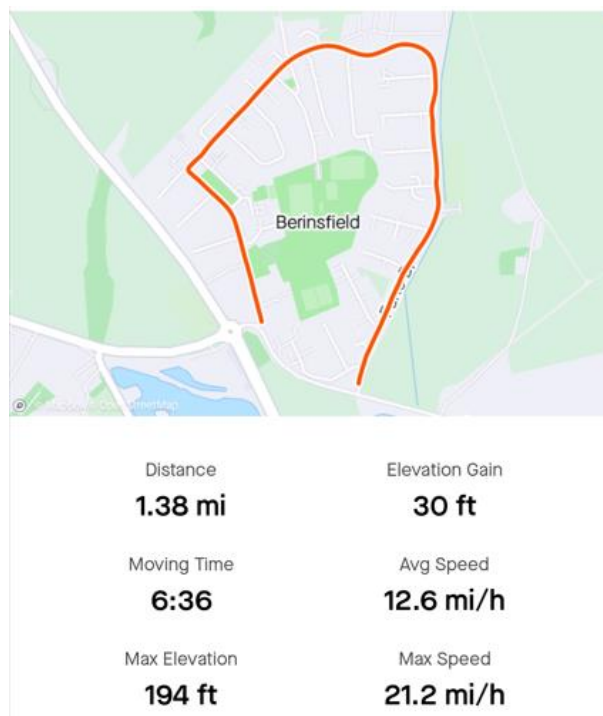 Berinsfield
Distance
Elevation Gain
1.38 mi
30 ft
Moving Time
Avg Speed
6:36
12.6 mi/h
Max Elevation
Max Speed
194 ft
21.2 mi/h